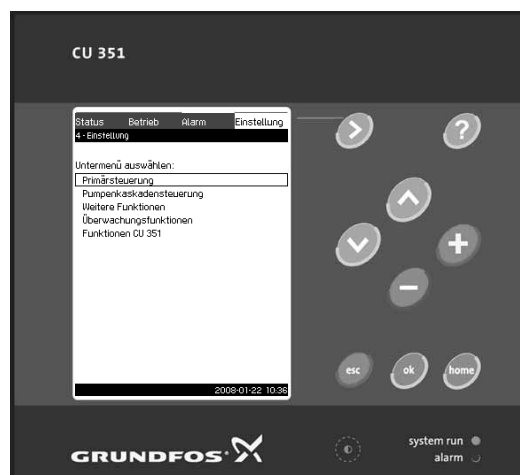 CU 351
Status Betrieb Alarm Einstellung
4 - Einstellung
Untermenü auswählen:
Primärsteuerung
Pumpenkaskadensteuerung
Weitere Funktionen
Überwachungsfunktionen
Funktionen CU 351
2008-01-22 10:36
>
?
+
−
esc
ok
home
GRUNDFOS
system run
alarm